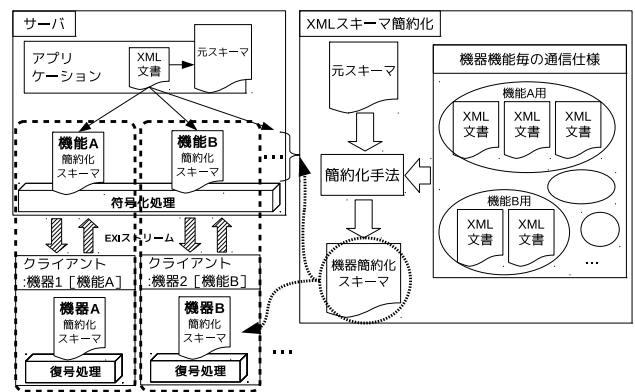 サーバ
アプリ
ケーション
XML
文書
元スキーマ
機能A
簡約化
スキーマ
機能B
簡約化
スキーマ
...
符号化処理
EXIストリーム
クライアント
:機器1［機能A］
クライアント
:機器2［機能B］
機器A
簡約化
スキーマ
機器B
簡約化
スキーマ
復号処理
復号処理
...
XMLスキーマ簡約化
元スキーマ
簡約化手法
機器簡約化
スキーマ
機器機能毎の通信仕様
機能A用
XML
文書
XML
文書
XML
文書
機能B用
XML
文書
XML
文書
...